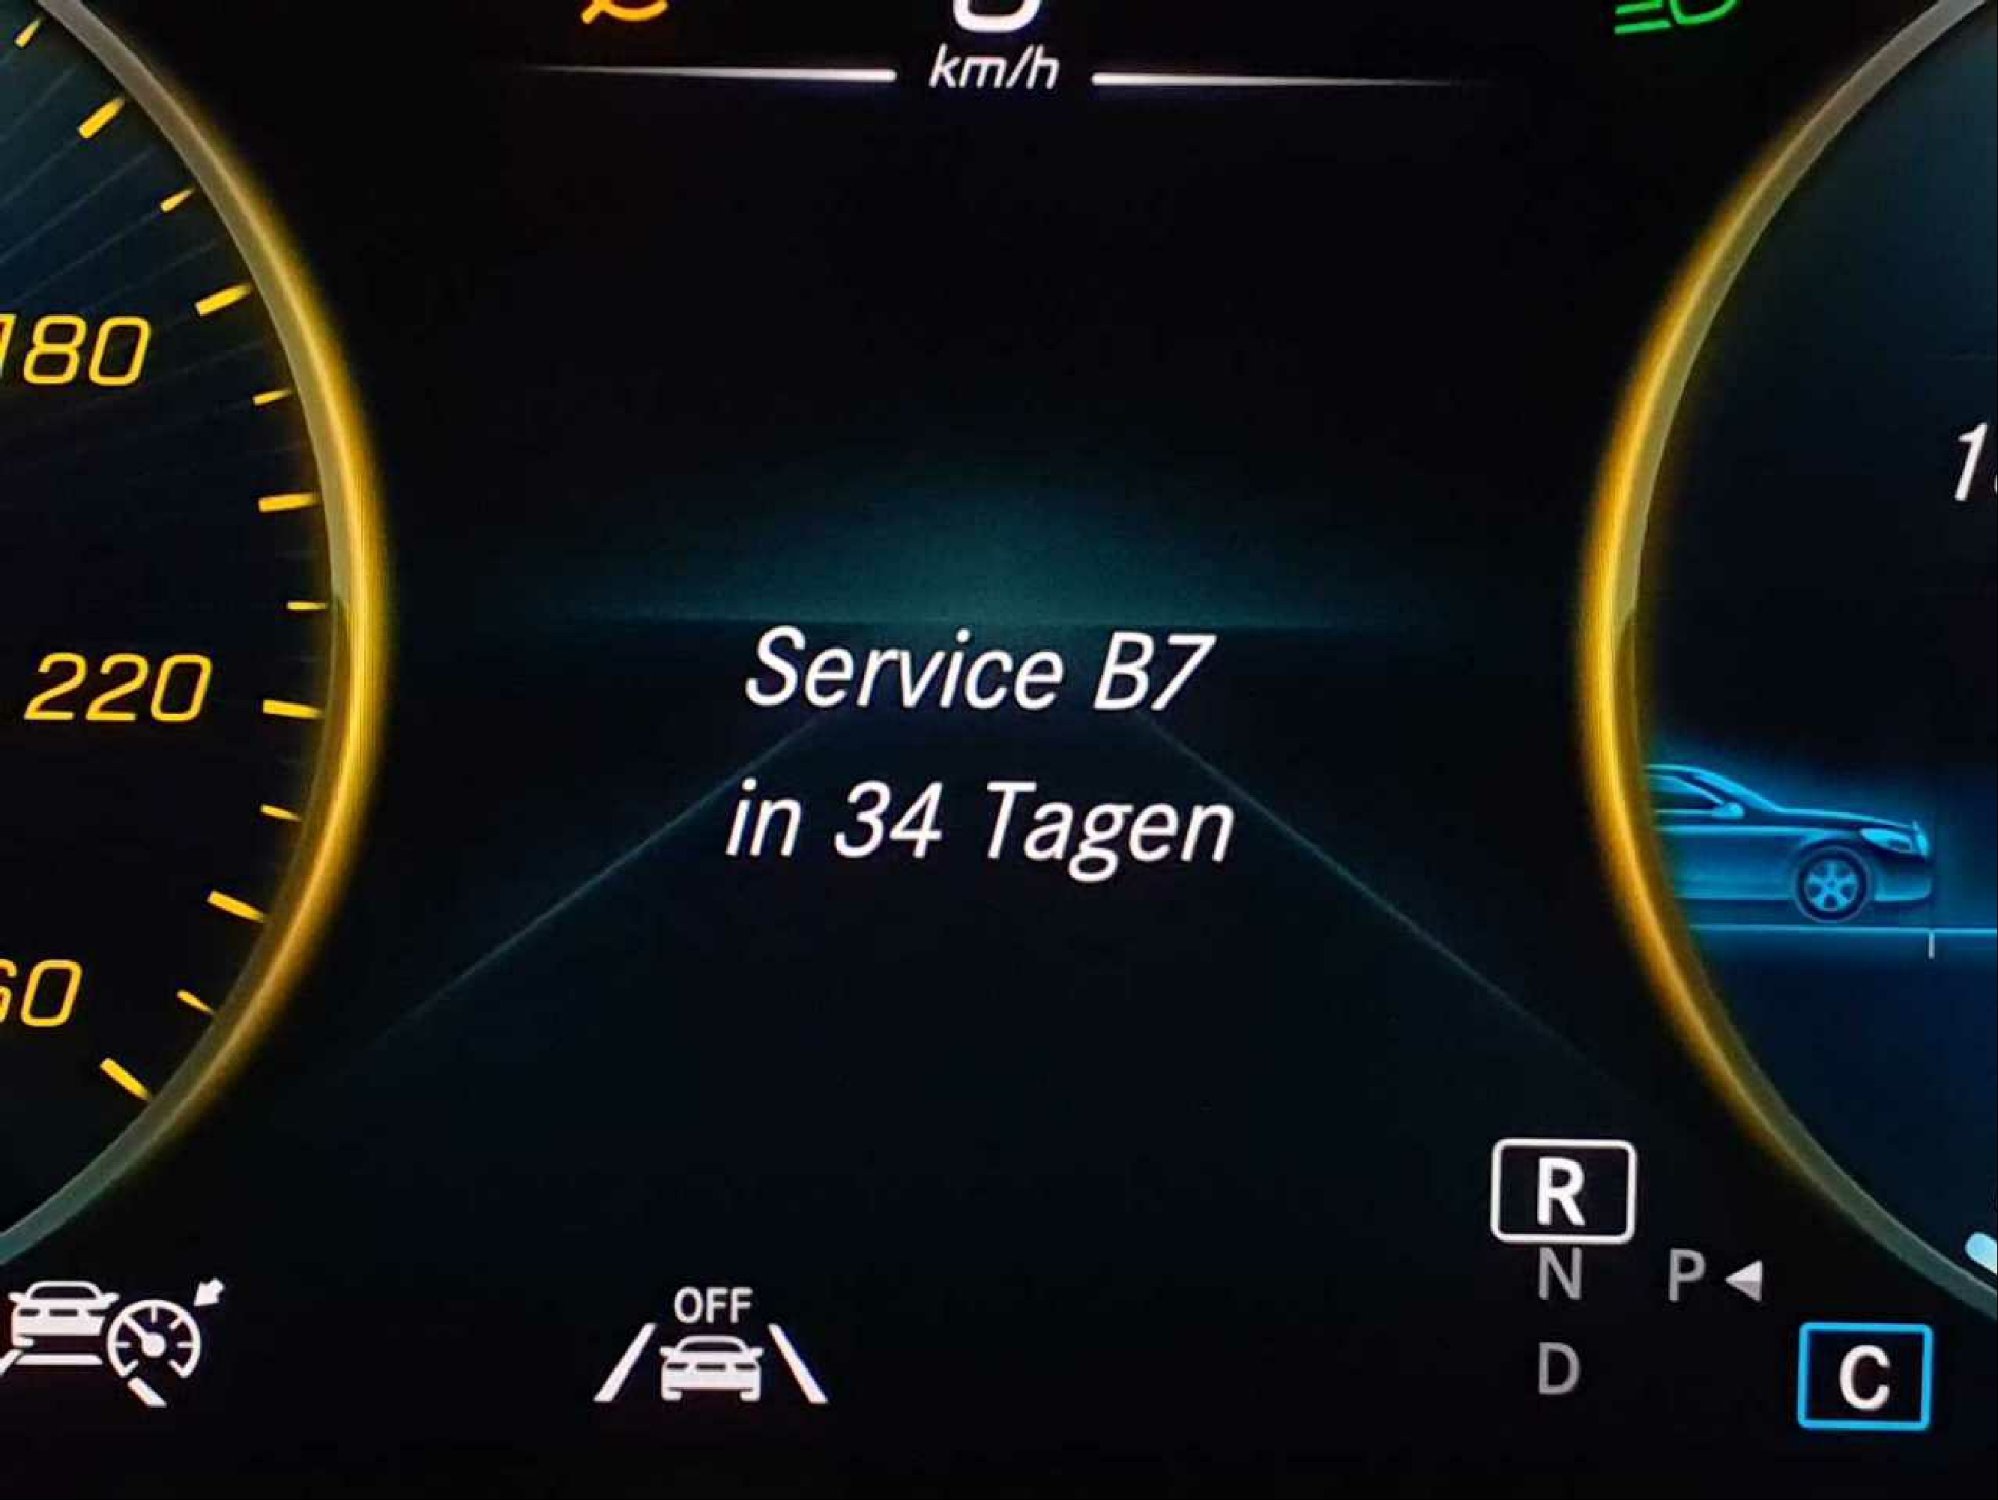 km/h
180
220
Service B7
in 34 Tagen
R
N P
D
OFF
C